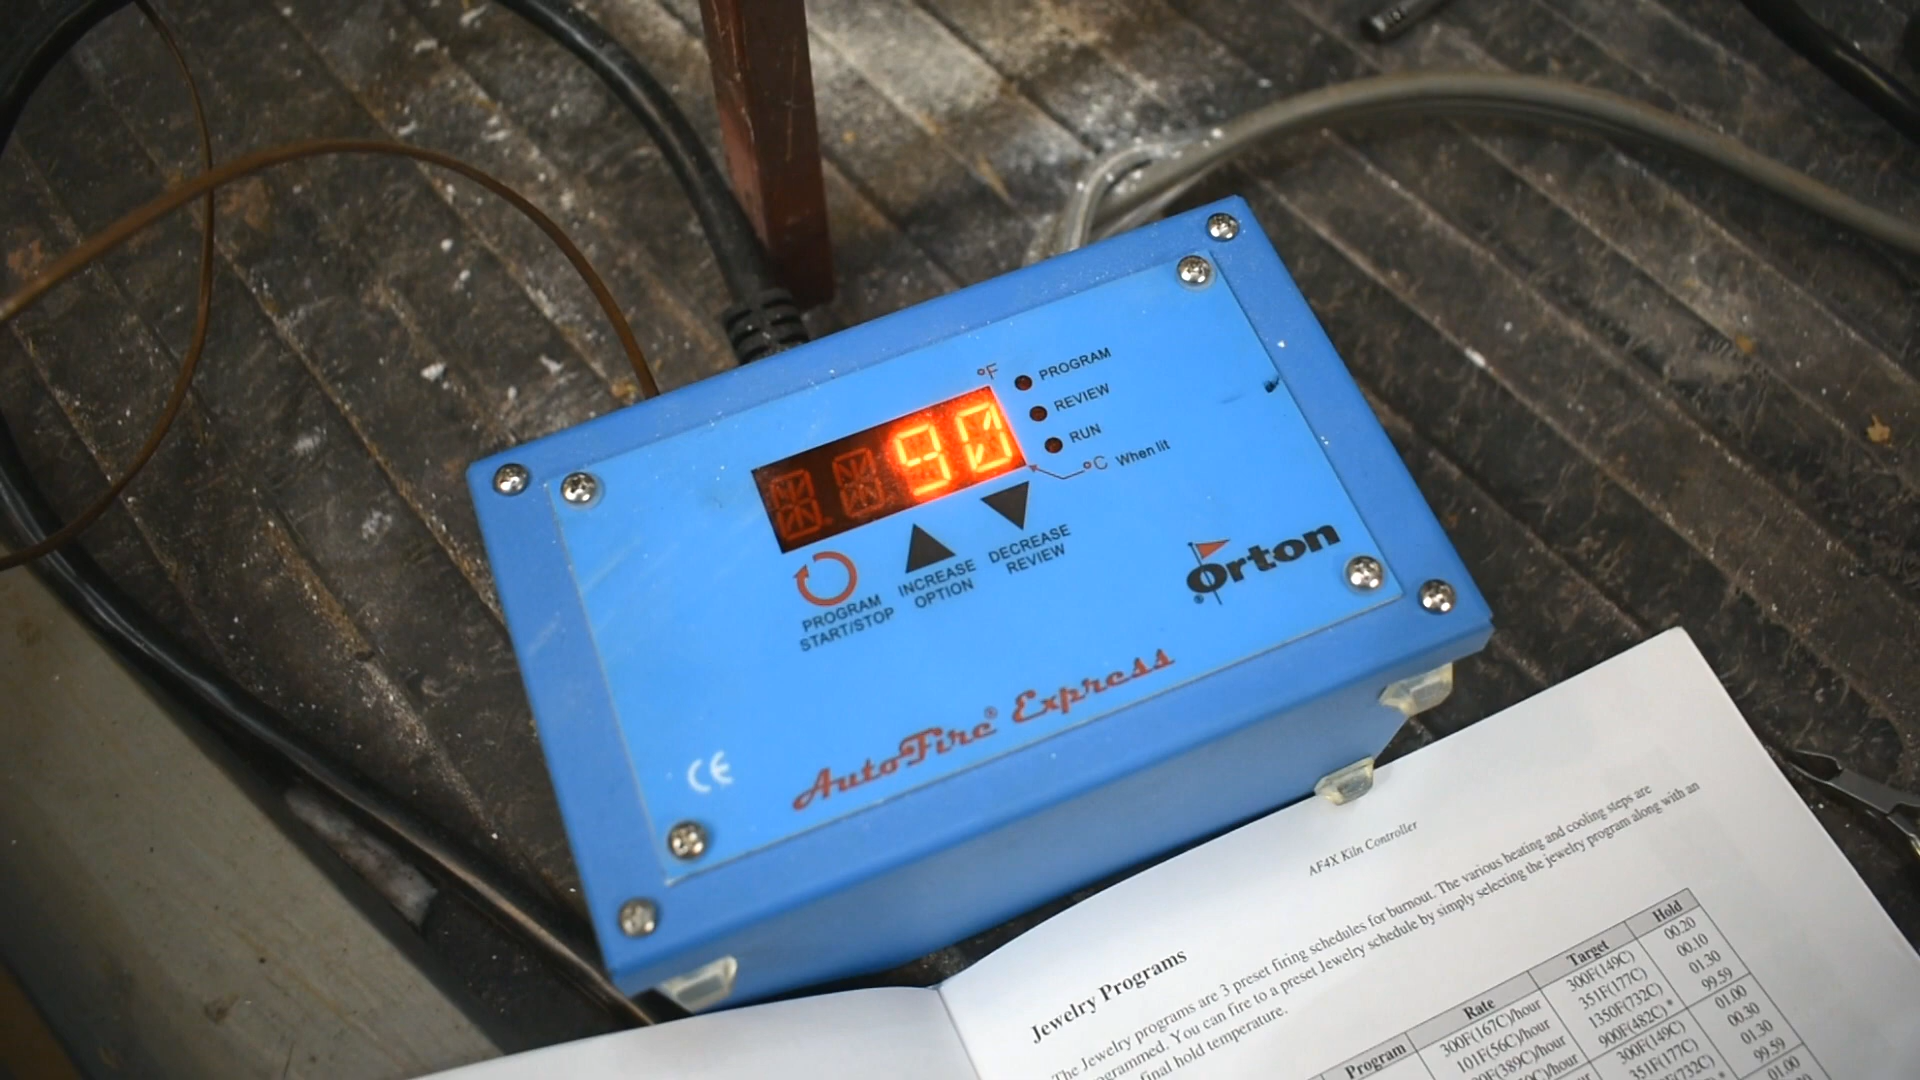 °F
90
PROGRAM
REVIEW
RUN
°C When lit
PROGRAM
START/STOP
INCREASE
OPTION
DECREASE
REVIEW
Orton
®
AutoFire® Express
CE
AF4X Kiln Controller
Jewelry Programs
The Jewelry programs are 3 preset firing schedules for burnout. The various heating and cooling steps are
programmed. You can fire to a preset Jewelry schedule by simply selecting the jewelry program along with an
final hold temperature.
Program Rate Target Hold
300F(167C)/hour 300F(149C) 00.20
101F(56C)/hour 351F(177C) 00.10
(389C)/hour 1350F(732C) 01.30
/hour 900F(482C) * 99.59
300F(149C) 01.00
351F(177C) 00.30
(732C) 01.30
99.59
01.00